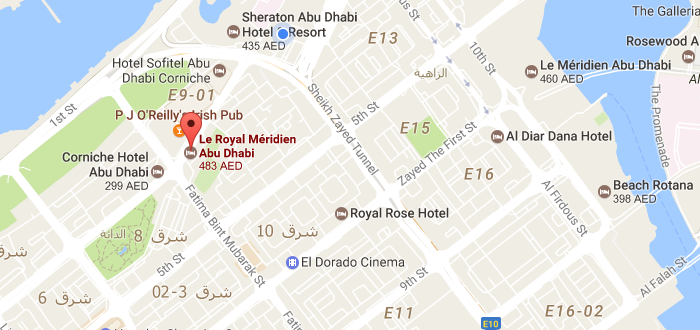 The Galleria
Sheraton Abu Dhabi
Hotel & Resort
435 AED
E13
10th St
Rosewood A
Hotel Sofitel Abu
Dhabi Corniche
الزاهية
Le Méridien Abu Dhabi
460 AED
E9-01
1st St
Sheikh Zayed Tunnel
5th St
The Promenade
P J O'Reilly's Irish Pub
E15
Le Royal Méridien
Abu Dhabi
483 AED
Al Diar Dana Hotel
Zayed The First St
Corniche Hotel
Abu Dhabi
299 AED
E16
Beach Rotana
398 AED
Al Firdous St
Fatima Bint Mubarak St
Royal Rose Hotel
الدانة
شرق 8
شرق 10
5th St
El Dorado Cinema
9th St
Al Falah St
شرق 6
02-3 شرق
E11
E10
E16-02